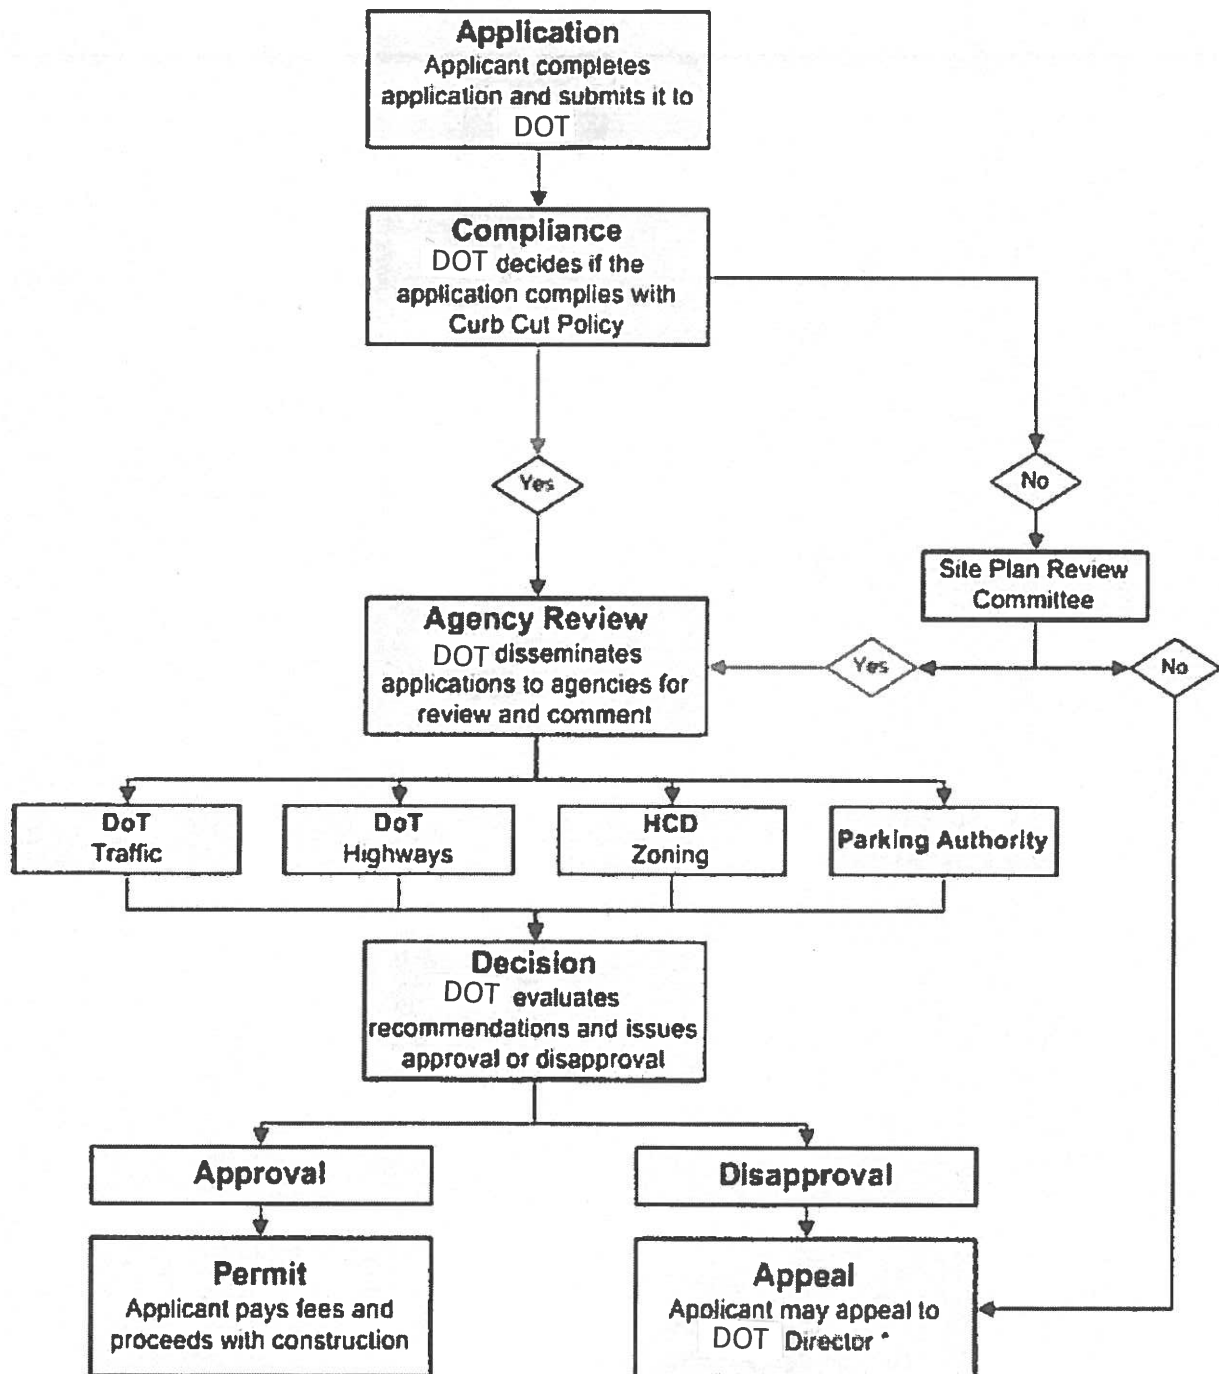 Application
Applicant completes
application and submits it to
DOT
Compliance
DOT decides if the
application complies with
Curb Cut Policy
Yes
No
Site Plan Review
Committee
Agency Review
DOT disseminates
applications to agencies for
review and comment
Yes
No
DoT
Traffic
DoT
Highways
HCD
Zoning
Parking Authority
Decision
DOT evaluates
recommendations and issues
approval or disapproval
Approval
Disapproval
Permit
Applicant pays fees and
proceeds with construction
Appeal
Applicant may appeal to
DOT Director *